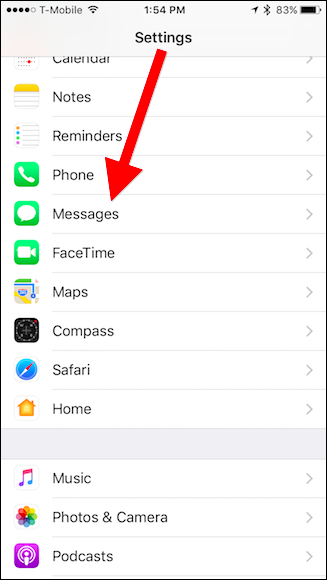 T-Mobile 1:54 PM 83%
Settings
Calendar
Notes
Reminders
Phone
Messages
FaceTime
Maps
Compass
Safari
Home
Music
Photos & Camera
Podcasts